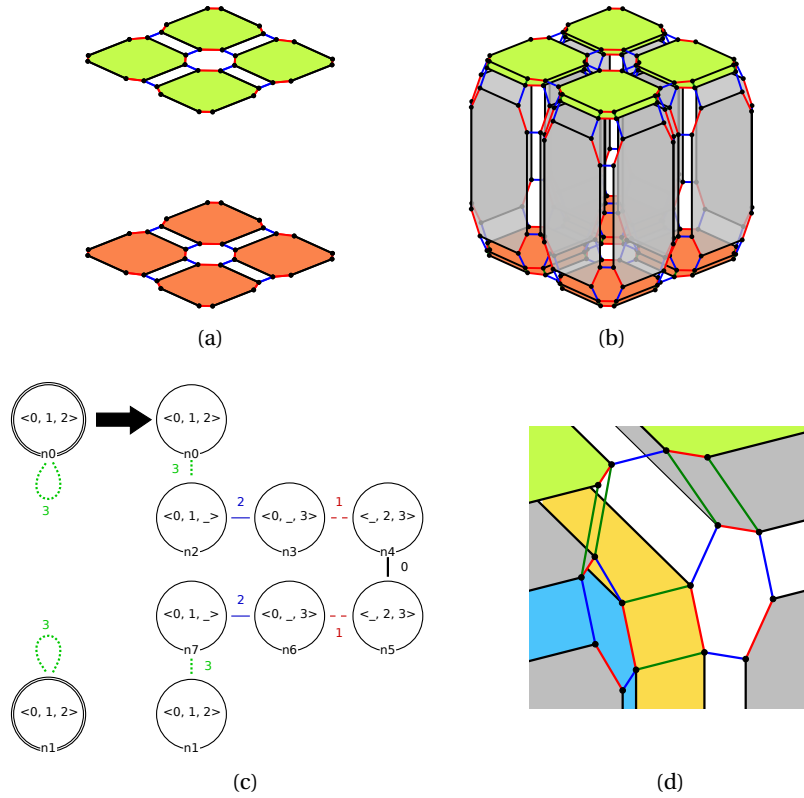 (a)
(b)
<0, 1, 2>
<0, 1, 2>
n0
n0
3
3
2
1
<0, 1, _>
<0, _, 3>
<_, 2, 3>
n2
n3
n4
0
3
2
<0, 1, 2>
<0, 1, _>
<0, _, 3>
<_, 2, 3>
1
n7
n6
n5
3
<0, 1, 2>
n1
n1
(c)
(d)